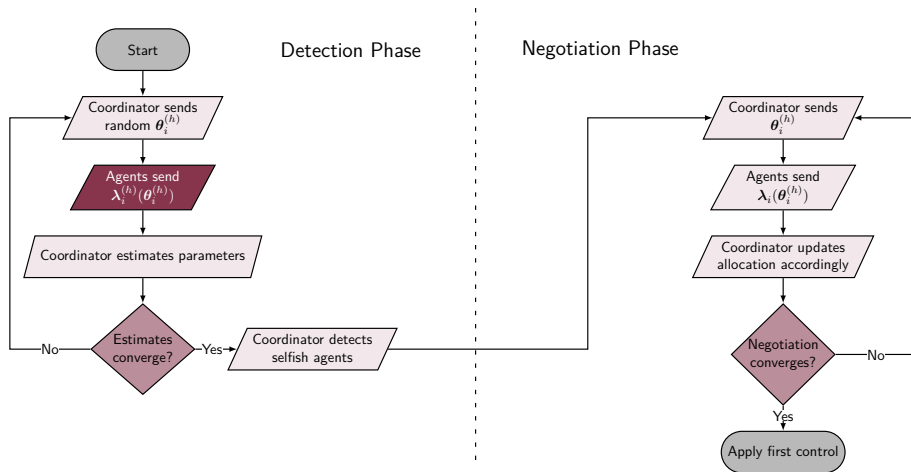 Detection Phase
Negotiation Phase
Start
Coordinator sends
random θ_i^{(h)}
Agents send
λ_i^{(h)}(θ_i^{(h)})
Coordinator estimates parameters
Estimates
converge?
No
Yes
Coordinator detects
selfish agents
Coordinator sends
θ_i^{(h)}
Agents send
λ_i(θ_i^{(h)})
Coordinator updates
allocation accordingly
Negotiation
converges?
No
Yes
Apply first control